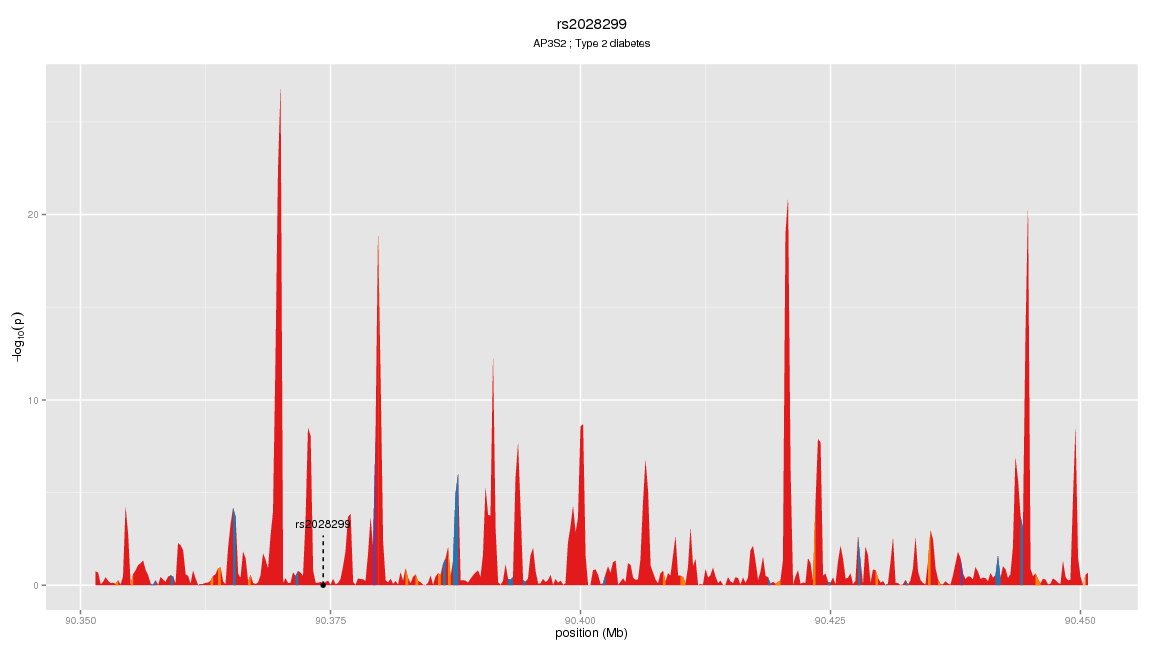 rs2028299
AP3S2 ; Type 2 diabetes
−log10(p)
20
10
0
rs2028299
90.350
90.375
90.400
90.425
90.450
position (Mb)